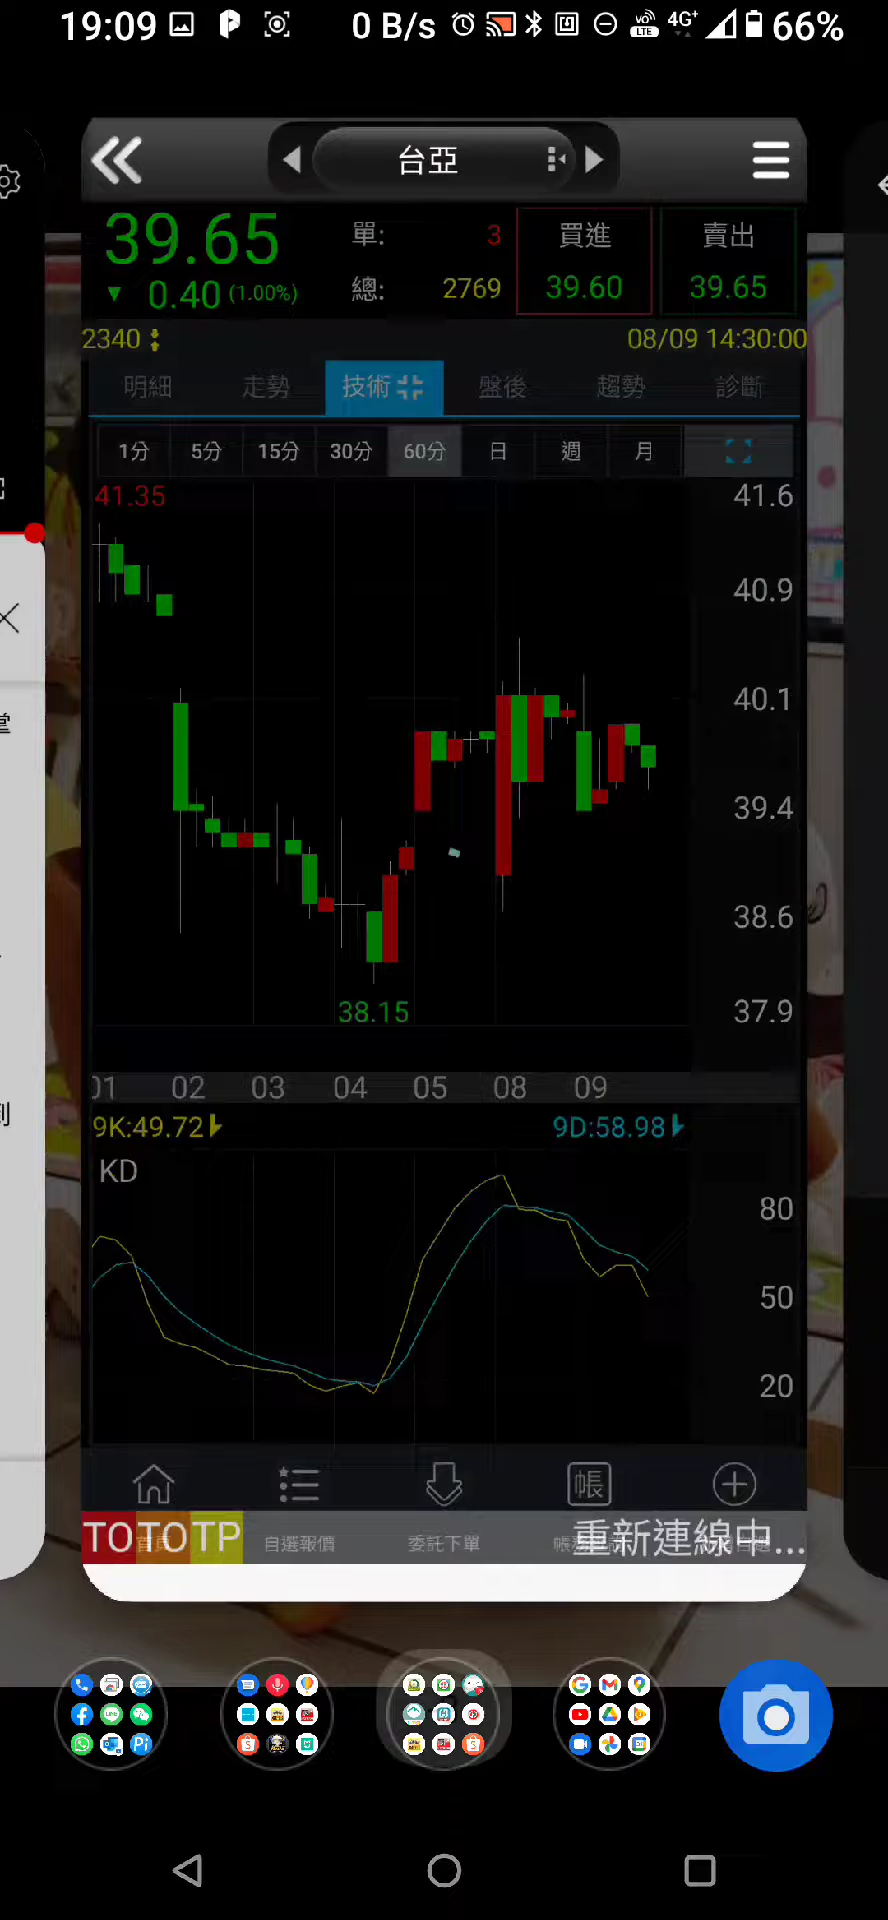 19:09 0 B/s VO LTE 4G+ 66%
台亞
39.65 單: 3 買進 賣出
▼ 0.40 (1.00%) 總: 2769 39.60 39.65
2340 08/09 14:30:00
明細 走勢 技術 盤後 趨勢 診斷
1分 5分 15分 30分 60分 日 週 月
41.35 41.6
40.9
40.1
39.4
38.6
38.15 37.9
01 02 03 04 05 08 09
9K:49.72 9D:58.98
KD
80
50
20
帳
TOTOTP 首頁 自選報價 委託下單 重新連線中...